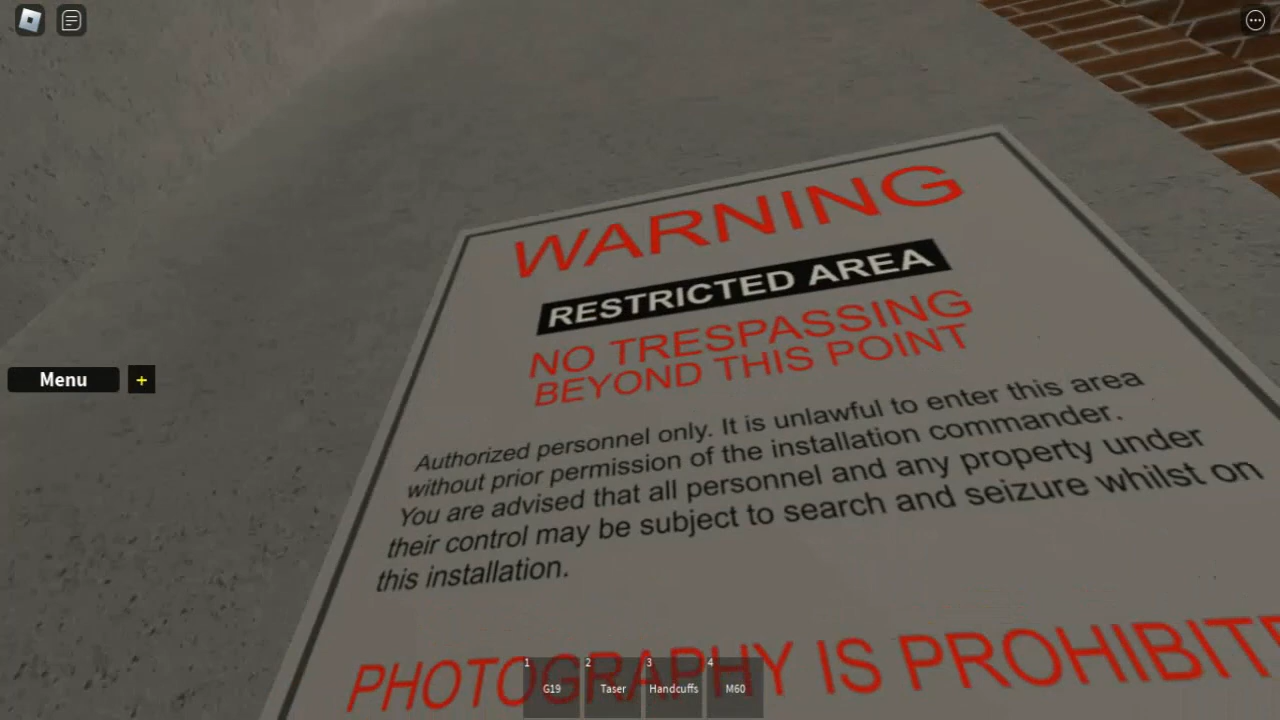 WARNING
RESTRICTED AREA
NO TRESPASSING
BEYOND THIS POINT
Authorized personnel only. It is unlawful to enter this area
without prior permission of the installation commander.
You are advised that all personnel and any property under
their control may be subject to search and seizure whilst on
this installation.
PHOTOGRAPHY IS PROHIBITE
Menu +
1 2 3 4
G19 Taser Handcuffs M60